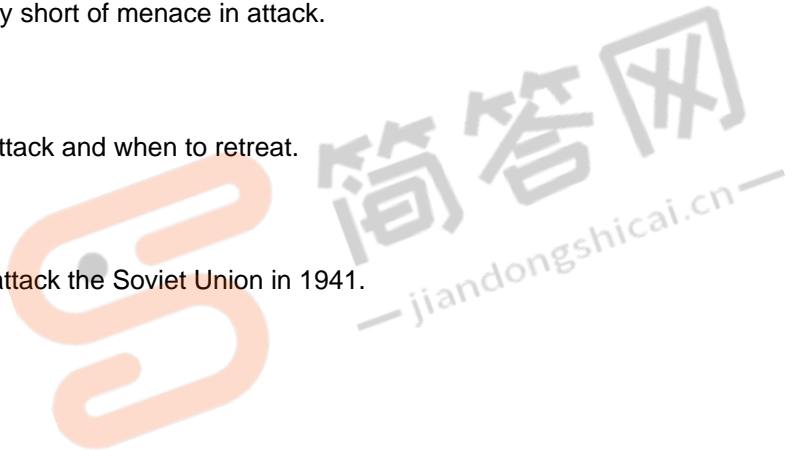 y short of menace in attack.
ttack and when to retreat.
attack the Soviet Union in 1941.
简答网
jiandongshicai.cn